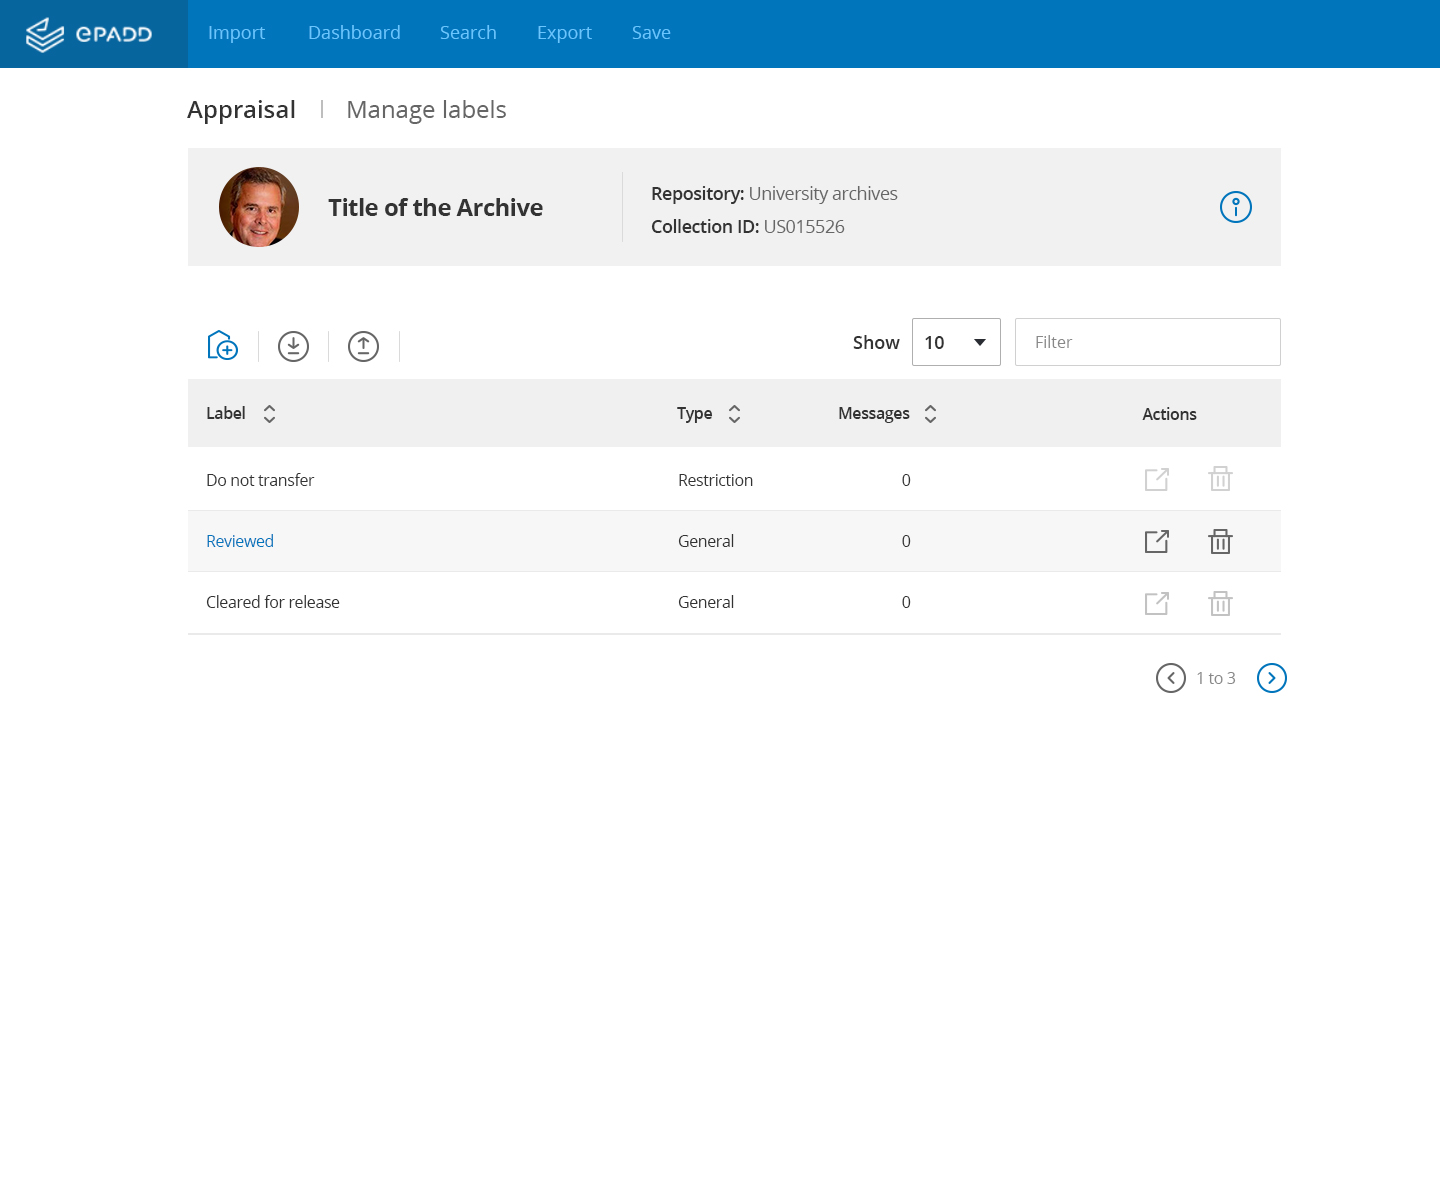 ePADD Import Dashboard Search Export Save
Appraisal | Manage labels
Title of the Archive
Repository: University archives
Collection ID: US015526
Show 10 Filter
Label Type Messages Actions
Do not transfer Restriction 0
Reviewed General 0
Cleared for release General 0
1 to 3